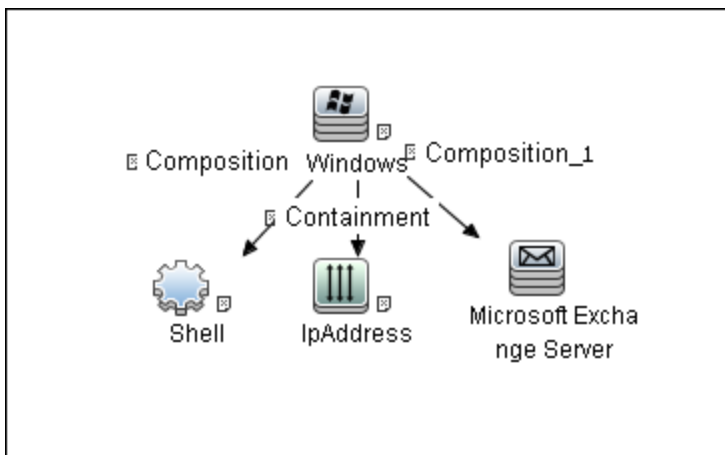 Composition
Windows
Composition_1
Containment
Shell
IpAddress
Microsoft Excha
nge Server